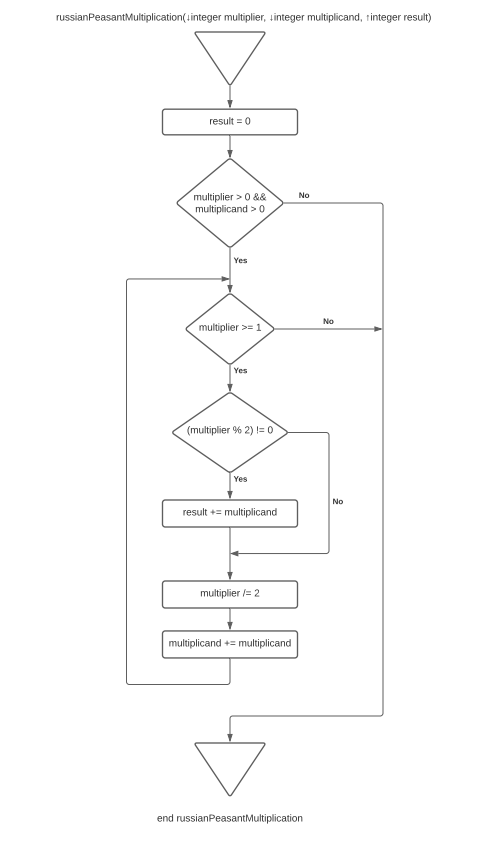 russianPeasantMultiplication(↓integer multiplier, ↓integer multiplicand, ↑integer result)
result = 0
multiplier > 0 &&
multiplicand > 0
No
Yes
multiplier >= 1
No
Yes
(multiplier % 2) != 0
Yes
No
result += multiplicand
multiplier /= 2
multiplicand += multiplicand
end russianPeasantMultiplication